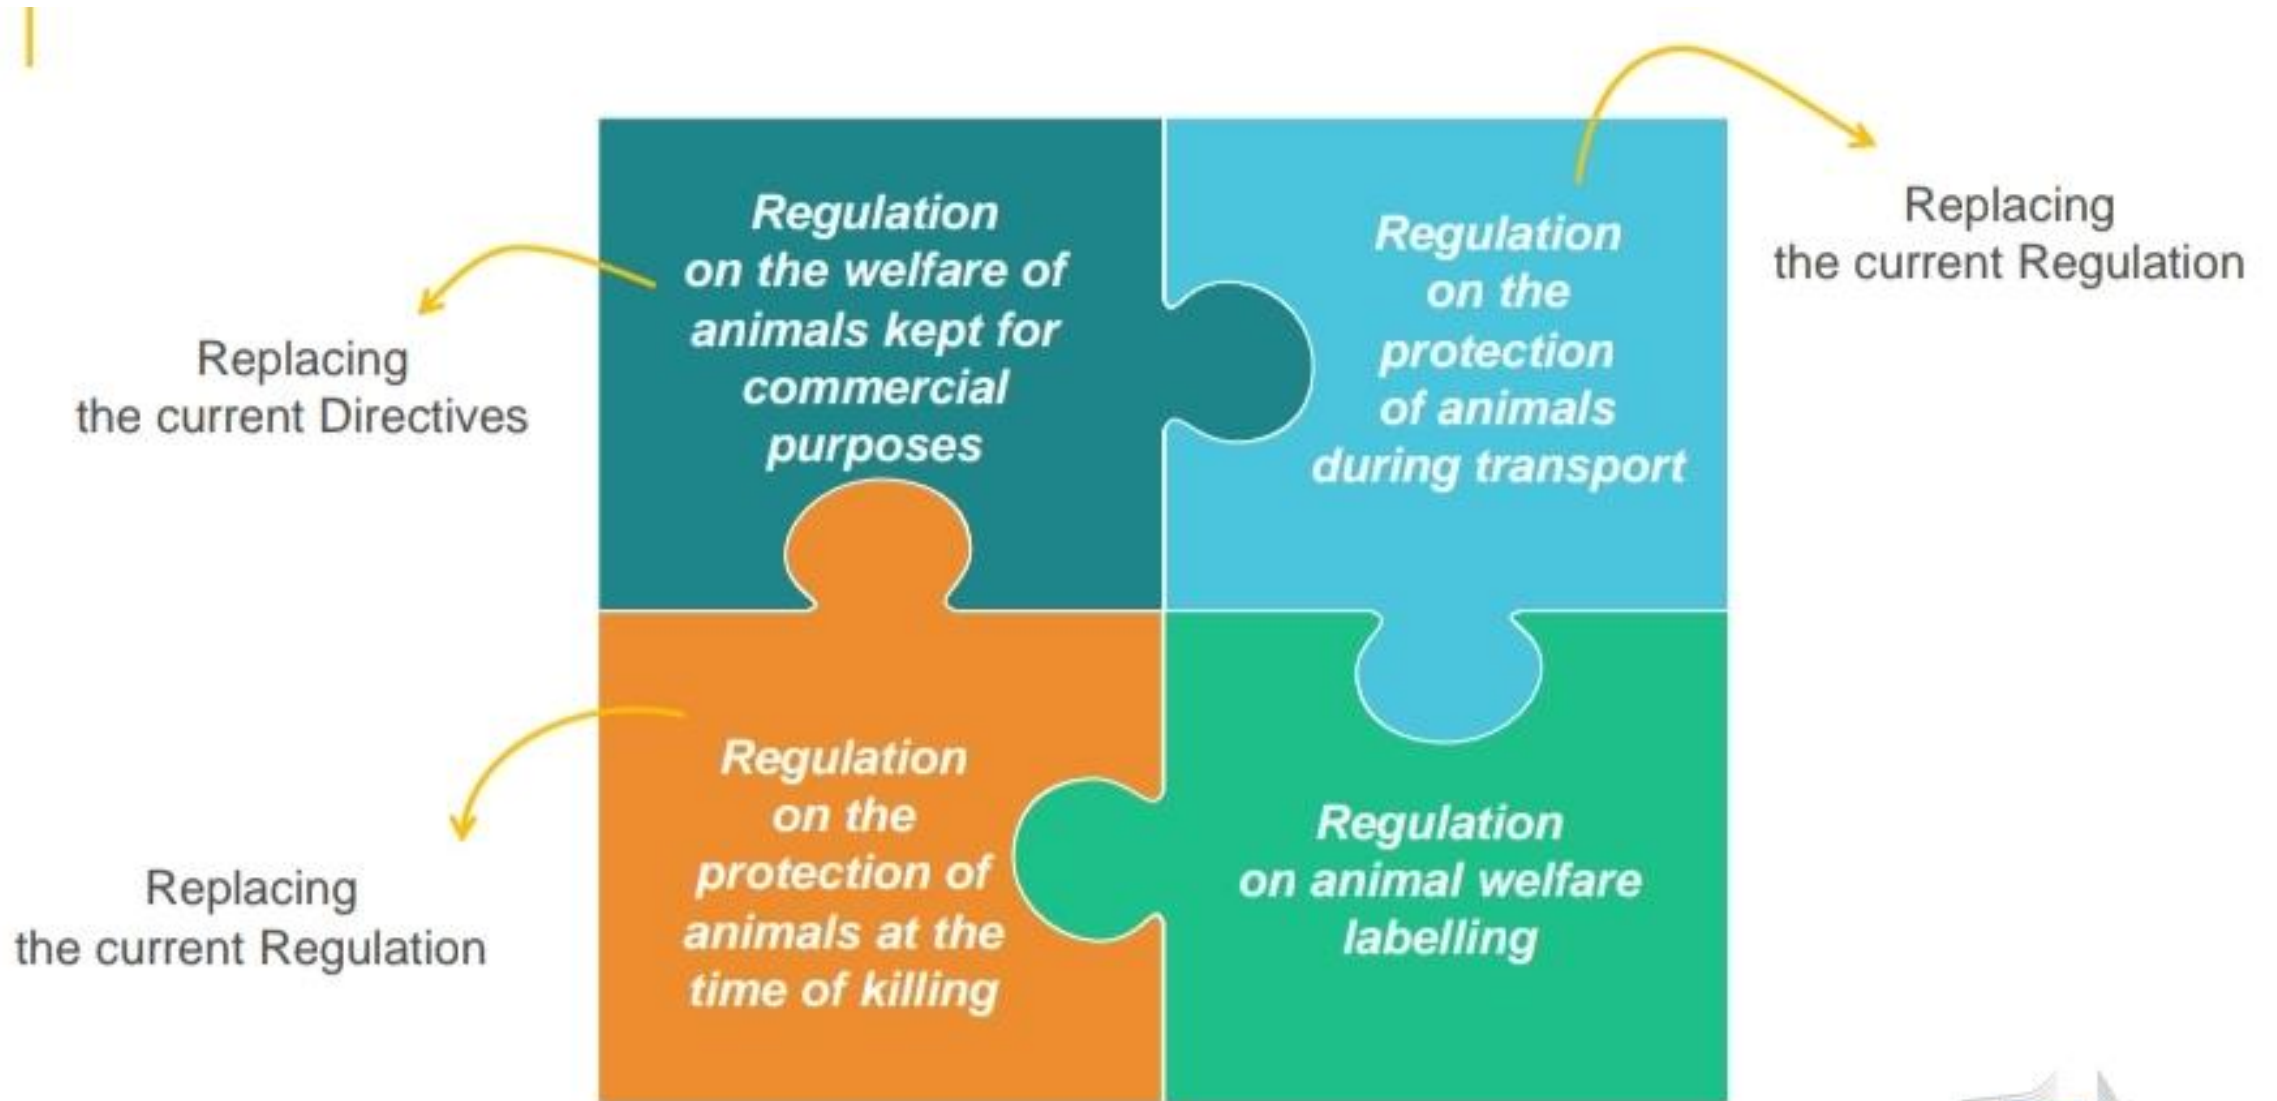 Regulation
on the welfare of
animals kept for
commercial
purposes
Replacing
the current Directives
Regulation
on the
protection
of animals
during transport
Replacing
the current Regulation
Regulation
on the
protection of
animals at the
time of killing
Replacing
the current Regulation
Regulation
on animal welfare
labelling